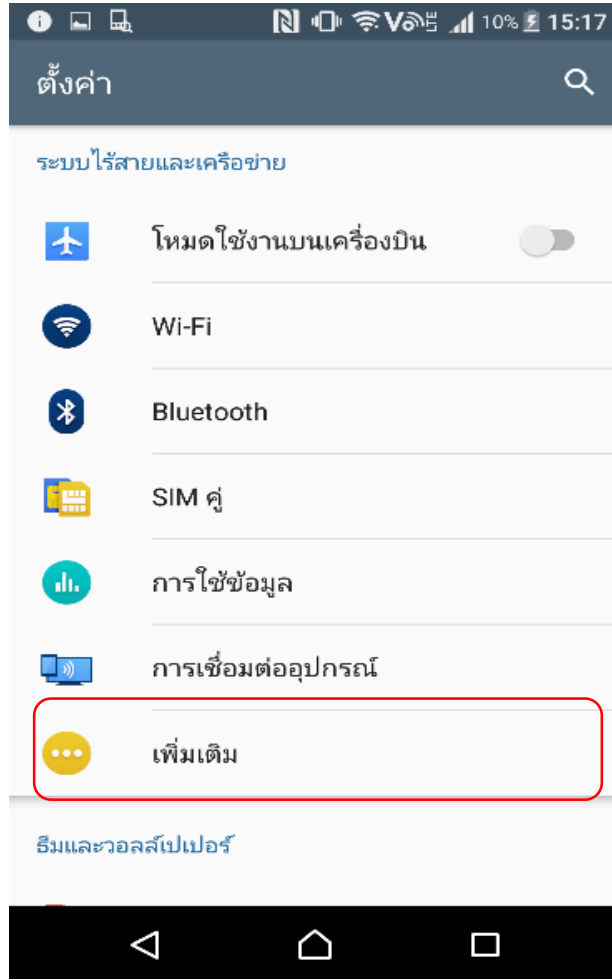 10% 15:17
ตั้งค่า
ระบบไร้สายและเครือข่าย
โหมดใช้งานบนเครื่องบิน
Wi-Fi
Bluetooth
SIM คู่
การใช้ข้อมูล
การเชื่อมต่ออุปกรณ์
เพิ่มเติม
ธีมและวอลล์เปเปอร์